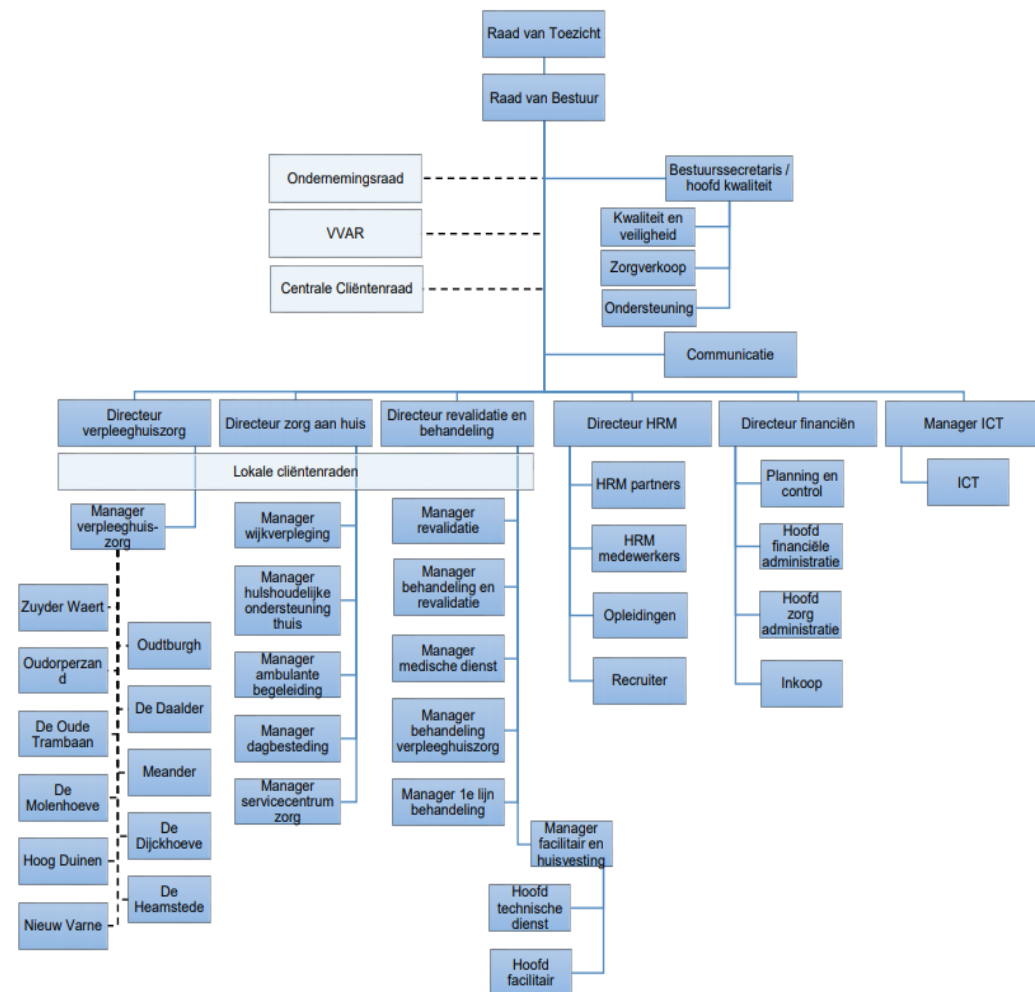 Raad van Toezicht
Raad van Bestuur
Ondernemingsraad
VVAR
Centrale Cliëntenraad
Bestuurssecretaris /
hoofd kwaliteit
Kwaliteit en
veiligheid
Zorgverkoop
Ondersteuning
Communicatie
Directeur
verpleeghuiszorg
Directeur zorg aan huis
Directeur revalidatie en
behandeling
Directeur HRM
Directeur financiën
Manager ICT
Lokale cliëntenraden
Manager
verpleeghuis-
zorg
Zuyder Waert
Oudorperzan
d
De Oude
Trambaan
De
Molenhoeve
Hoog Duinen
Nieuw Varne
Oudtburgh
De Daalder
Meander
De
Dijckhoeve
De
Heamstede
Manager
wijkverpleging
Manager
hulshoudelijke
ondersteuning
thuis
Manager
ambulante
begeleiding
Manager
dagbesteding
Manager
servicecentrum
zorg
Manager
revalidatie
Manager
behandeling en
revalidatie
Manager
medische dienst
Manager
behandeling
verpleeghuiszorg
Manager 1e lijn
behandeling
Manager
facilitair en
huisvesting
Hoofd
technische
dienst
Hoofd
facilitair
HRM partners
HRM
medewerkers
Opleidingen
Recruiter
Planning en
control
Hoofd
financiële
administratie
Hoofd
zorg
administratie
Inkoop
ICT